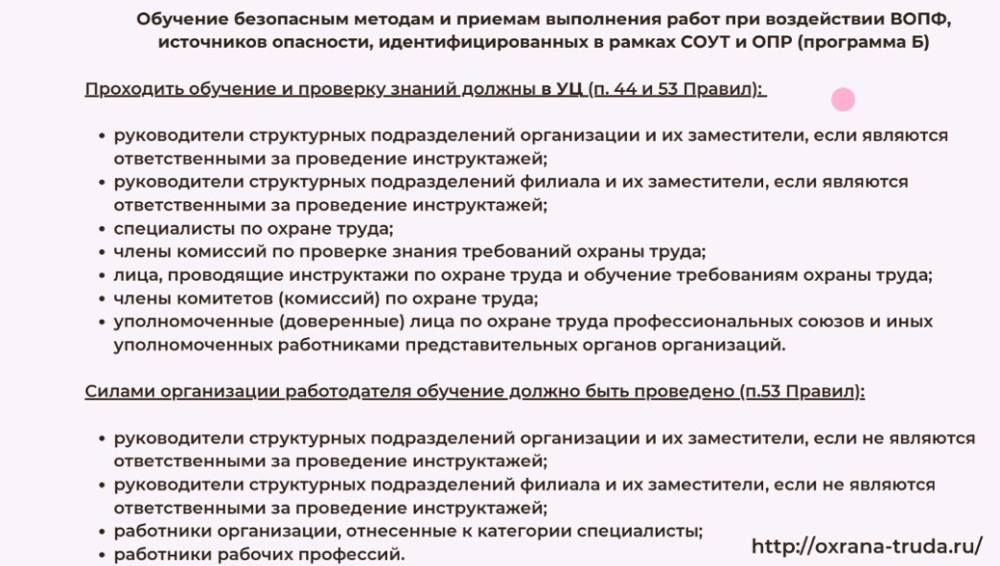 Обучение безопасным методам и приемам выполнения работ при воздействии ВОПФ,
источников опасности, идентифицированных в рамках СОУТ и ОПР (программа Б)
Проходить обучение и проверку знаний должны в УЦ (п. 44 и 53 Правил):
• руководители структурных подразделений организации и их заместители, если являются
ответственными за проведение инструктажей;
• руководители структурных подразделений филиала и их заместители, если являются
ответственными за проведение инструктажей;
• специалисты по охране труда;
• члены комиссий по проверке знания требований охраны труда;
• лица, проводящие инструктажи по охране труда и обучение требованиям охраны труда;
• члены комитетов (комиссий) по охране труда;
• уполномоченные (доверенные) лица по охране труда профессиональных союзов и иных
уполномоченных работниками представительных органов организаций.
Силами организации работодателя обучение должно быть проведено (п.53 Правил):
• руководители структурных подразделений организации и их заместители, если не являются
ответственными за проведение инструктажей;
• руководители структурных подразделений филиала и их заместители, если не являются
ответственными за проведение инструктажей;
• работники организации, отнесенные к категории специалисты;
• работники рабочих профессий.
http://oxrana-truda.ru/